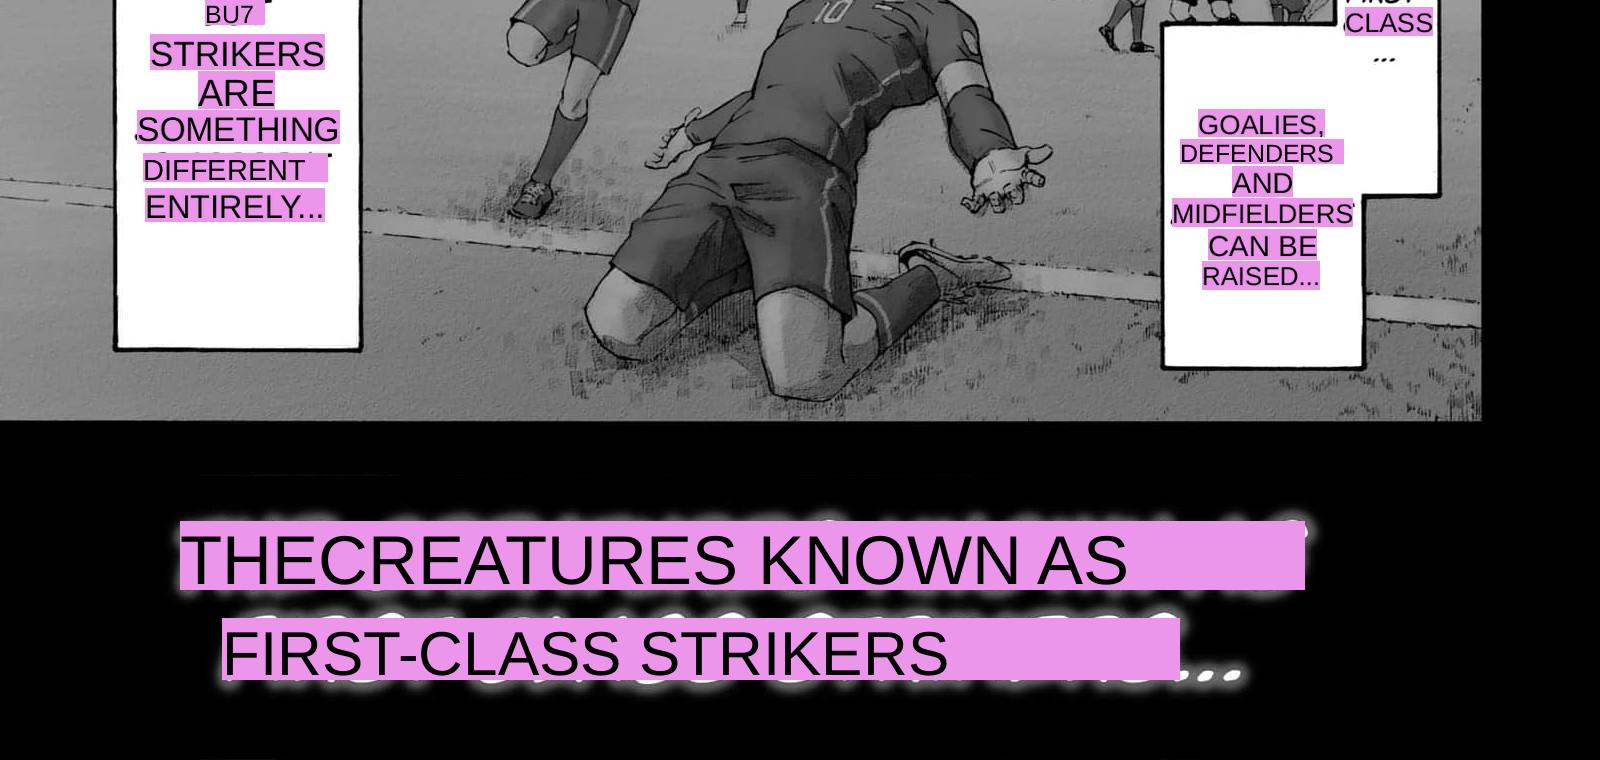 FIRST
CLASS
...
GOALIES,
DEFENDERS
AND
MIDFIELDERS
CAN BE
RAISED...
BU7
STRIKERS
ARE
SOMETHING
DIFFERENT
ENTIRELY...
10
THECREATURES KNOWN AS
FIRST-CLASS STRIKERS...